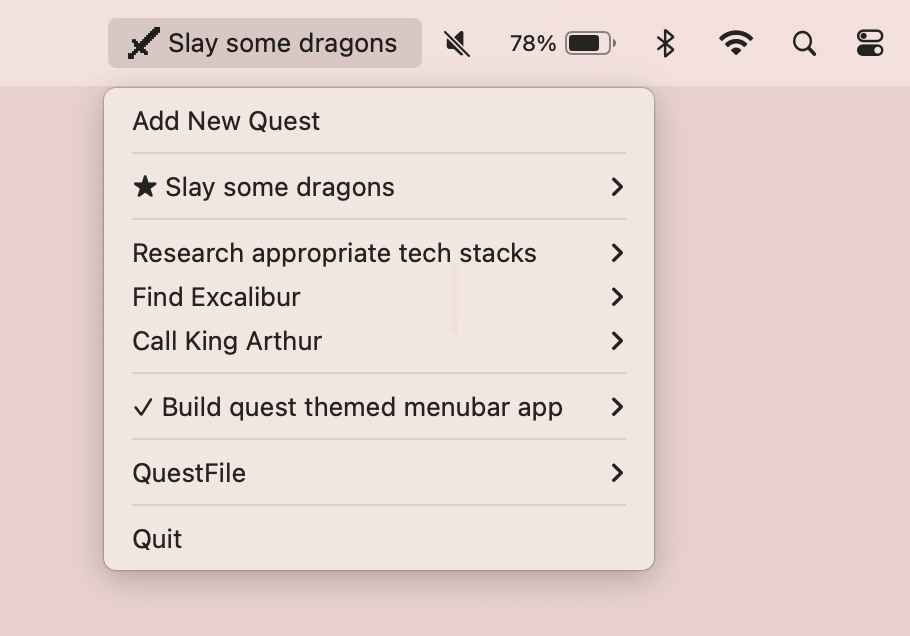 Slay some dragons
78%
Add New Quest
★ Slay some dragons
Research appropriate tech stacks
Find Excalibur
Call King Arthur
✓ Build quest themed menubar app
QuestFile
Quit